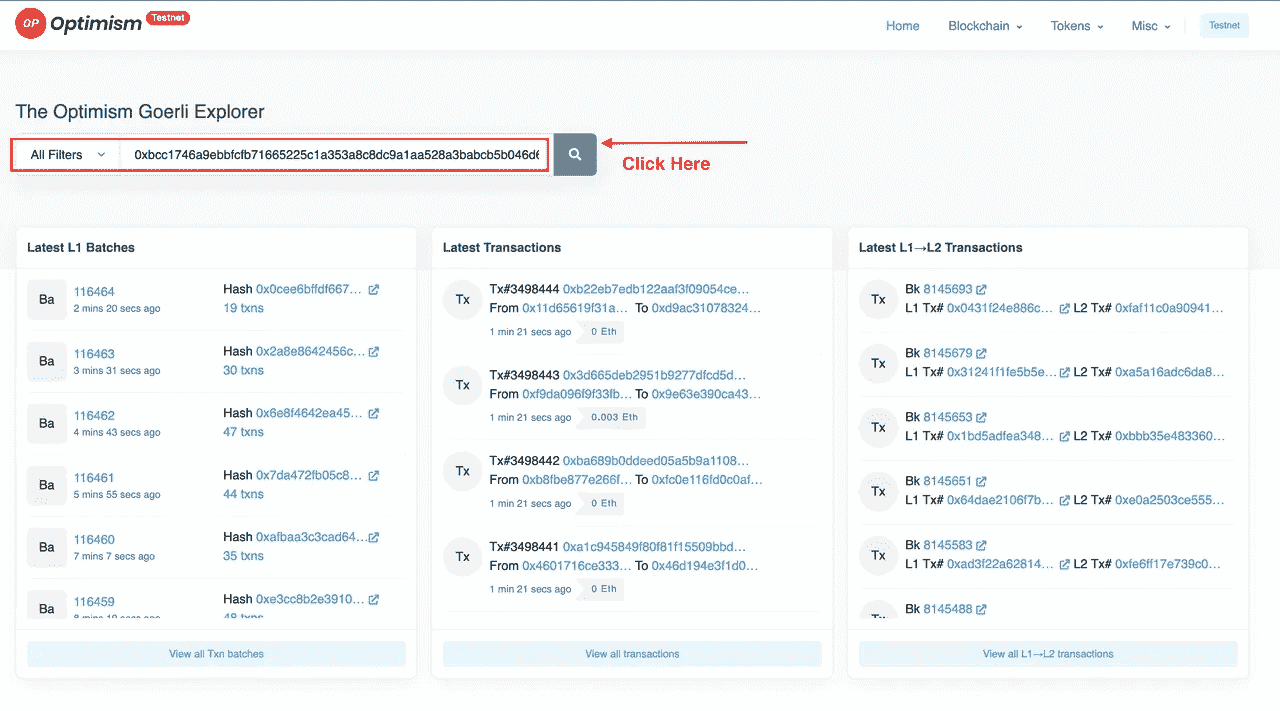 OP Optimism Testnet
Home Blockchain Tokens Misc Testnet
The Optimism Goerli Explorer
All Filters 0xbcc1746a9ebbfcfb71665225c1a353a8c8dc9a1aa528a3babcb5b046d6
Click Here
Latest L1 Batches
Ba 116464 Hash 0x0cee6bffdf667...
2 mins 20 secs ago 19 txns
Ba 116463 Hash 0x2a8e8642456c...
3 mins 31 secs ago 30 txns
Ba 116462 Hash 0x6e8f4642ea45...
4 mins 43 secs ago 47 txns
Ba 116461 Hash 0x7da472fb05c8...
5 mins 55 secs ago 44 txns
Ba 116460 Hash 0xafbaa3c3cad64...
7 mins 7 secs ago 35 txns
Ba 116459 Hash 0xe3cc8b2e3910...
View all Txn batches
Latest Transactions
Tx Tx#3498444 0xb22eb7edb122aaf3f09054ce...
From 0x11d65619f31a... To 0xd9ac31078324...
1 min 21 secs ago 0 Eth
Tx Tx#3498443 0x3d665deb2951b9277dfcd5d...
From 0xf9da096f9f33fb... To 0x9e63e390ca43...
1 min 21 secs ago 0.003 Eth
Tx Tx#3498442 0xba689b0ddeed05a5b9a1108...
From 0xb8fbe877e266f... To 0xfc0e116fd0c0af...
1 min 21 secs ago 0 Eth
Tx Tx#3498441 0xa1c945849f80f81f15509bbd...
From 0x4601716ce333... To 0x46d194e3f1d0...
1 min 21 secs ago 0 Eth
View all transactions
Latest L1→L2 Transactions
Tx Bk 8145693
L1 Tx# 0x0431f24e886c... L2 Tx# 0xfaf11c0a90941...
Tx Bk 8145679
L1 Tx# 0x31241f1fe5b5e... L2 Tx# 0xa5a16adc6da8...
Tx Bk 8145653
L1 Tx# 0x1bd5adfea348... L2 Tx# 0xbbb35e483360...
Tx Bk 8145651
L1 Tx# 0x64dae2106f7b... L2 Tx# 0xe0a2503ce555...
Tx Bk 8145583
L1 Tx# 0xad3f22a62814... L2 Tx# 0xfe6ff17e739c0...
Bk 8145488
View all L1→L2 transactions